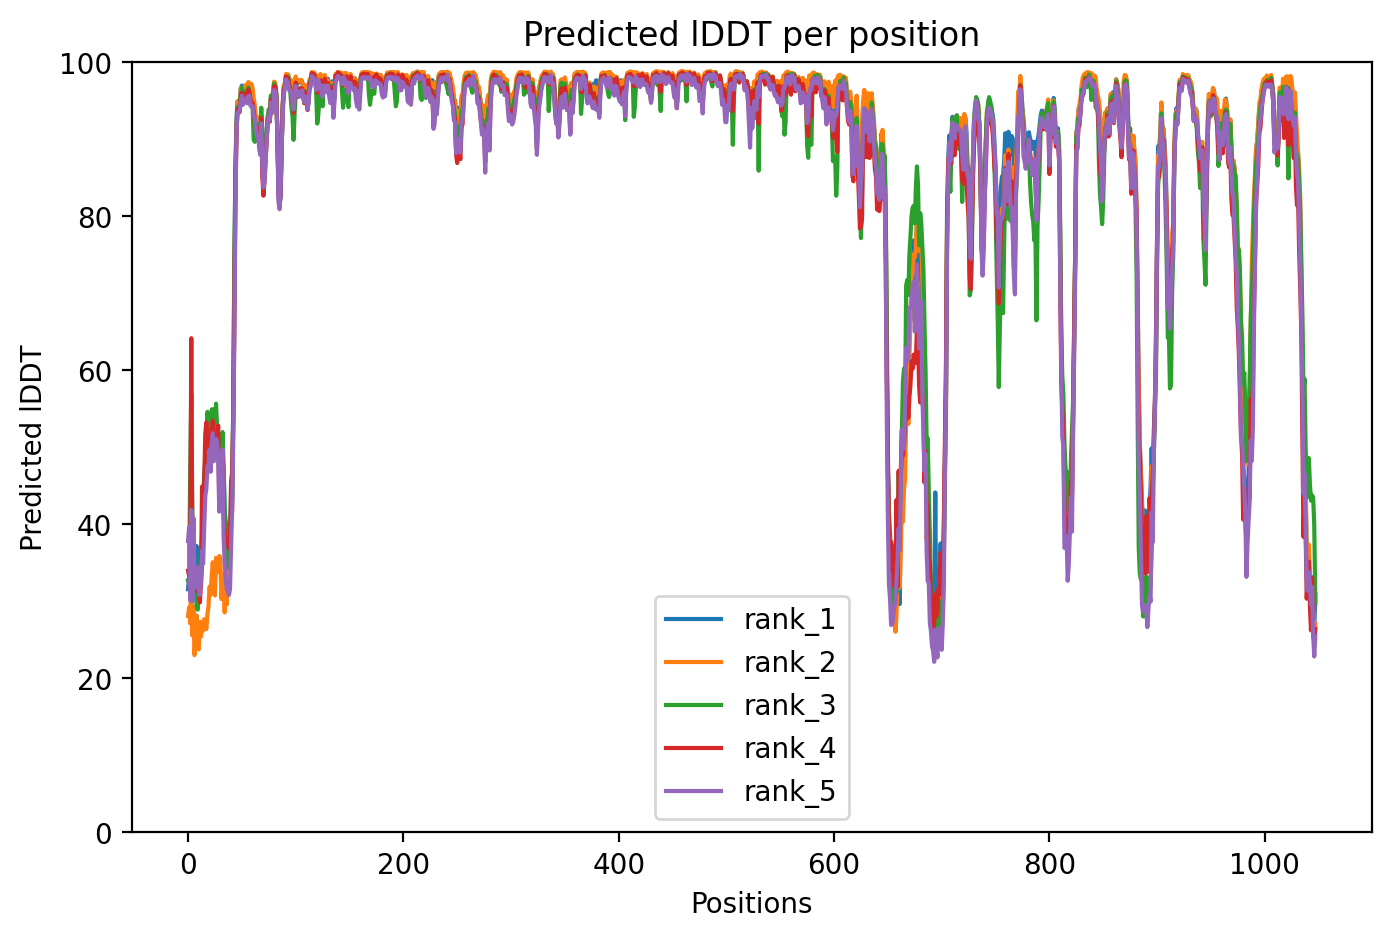 Predicted lDDT per position
100
80
60
40
20
0
Predicted lDDT
0 200 400 600 800 1000
Positions
rank_1
rank_2
rank_3
rank_4
rank_5